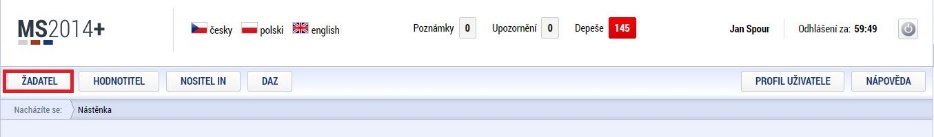 MS2014+ česky polski english Poznámky 0 Upozornění 0 Depeše 145 Jan Spour Odhlášení za: 59:49
ŽADATEL HODNOTITEL NOSITEL IN DAZ PROFIL UŽIVATELE NÁPOVĚDA
Nacházíte se: Nástěnka